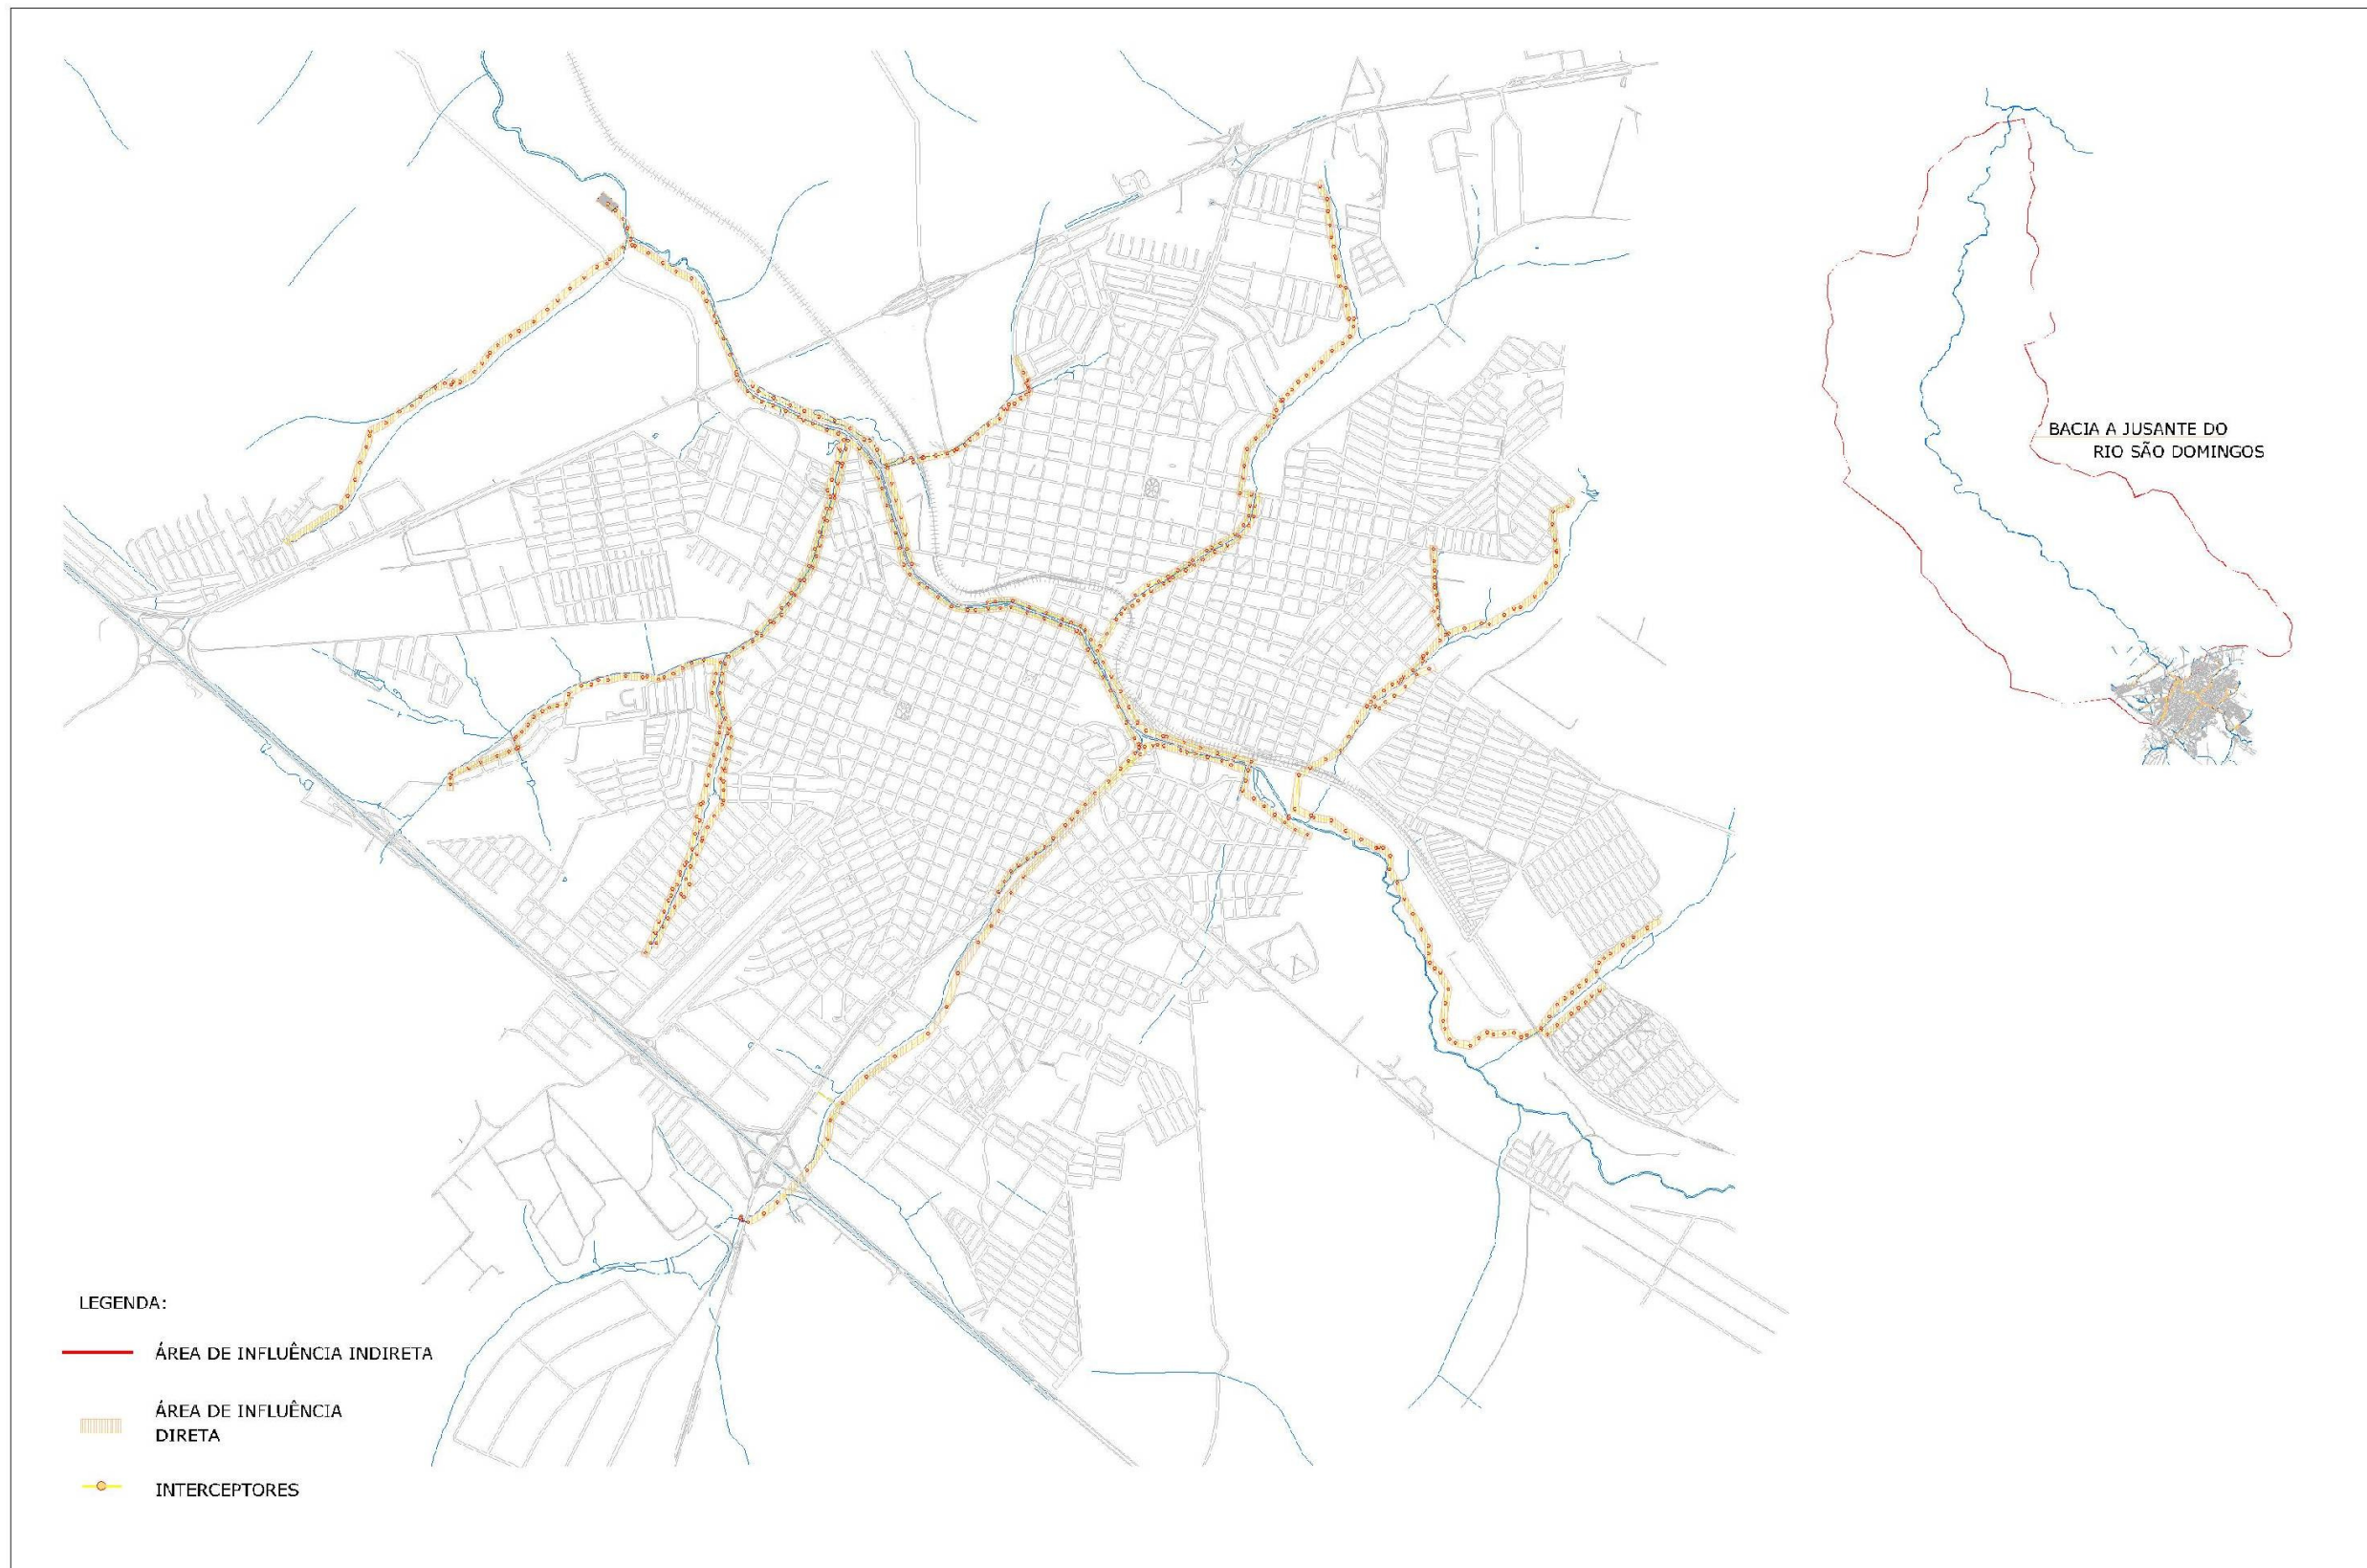 BACIA A JUSANTE DO
RIO SÃO DOMINGOS
LEGENDA:
ÁREA DE INFLUÊNCIA INDIRETA
ÁREA DE INFLUÊNCIA
DIRETA
INTERCEPTORES